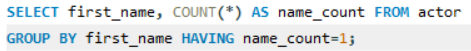 SELECT first_name, COUNT(*) AS name_count FROM actor
GROUP BY first_name HAVING name_count=1;